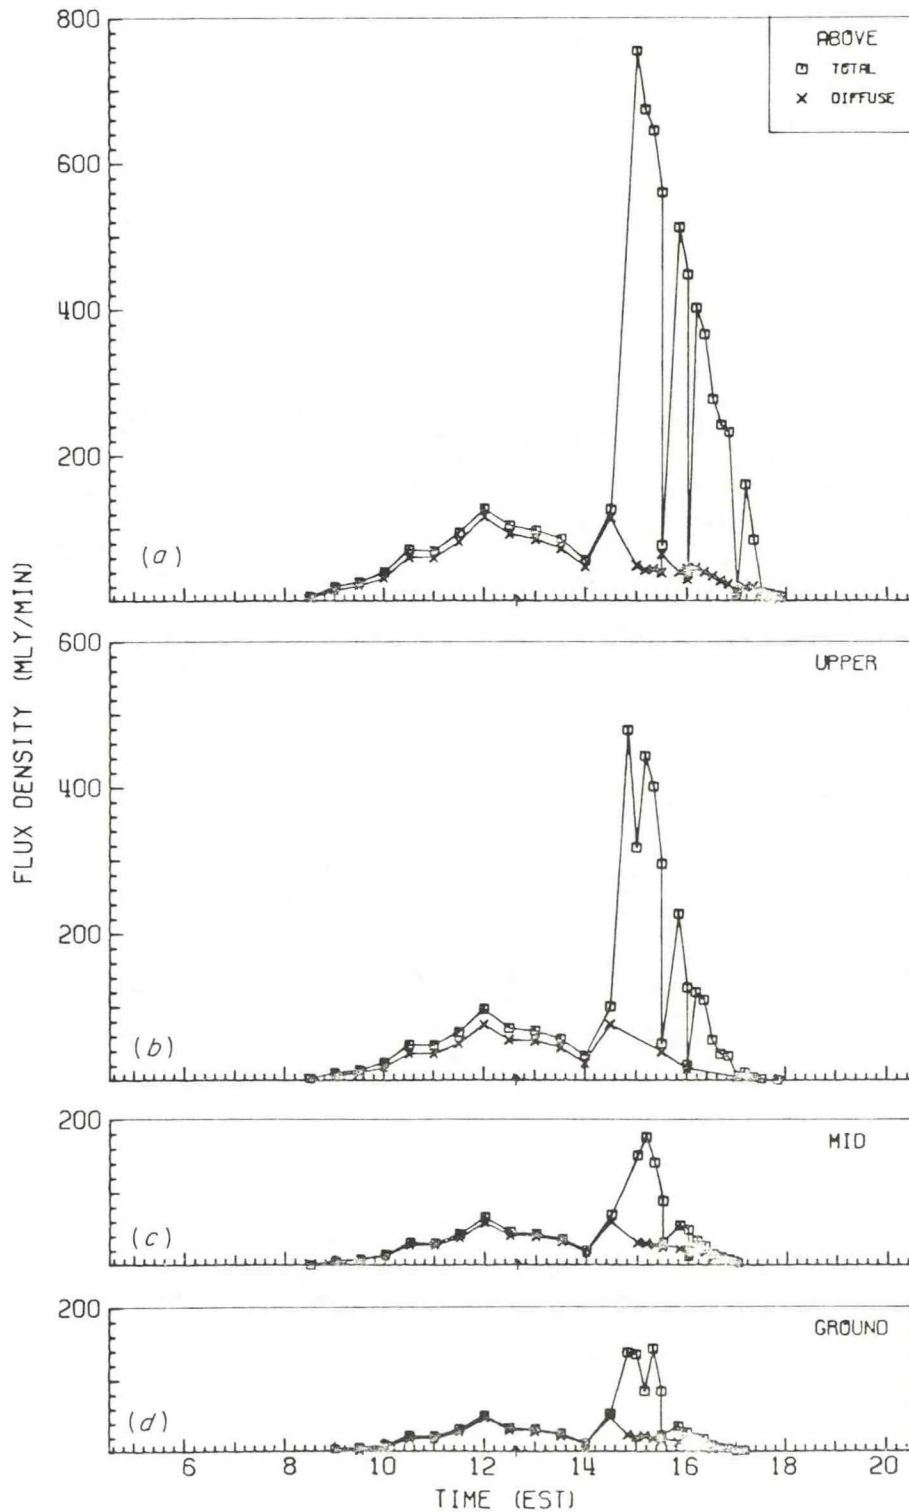 800
ABOVE
TOTAL
DIFFUSE
600
400
200
(a)
FLUX DENSITY (MLY/MIN)
600
UPPER
400
200
(b)
200
MID
(c)
200
GROUND
(d)
6 8 10 12 14 16 18 20
TIME (EST)